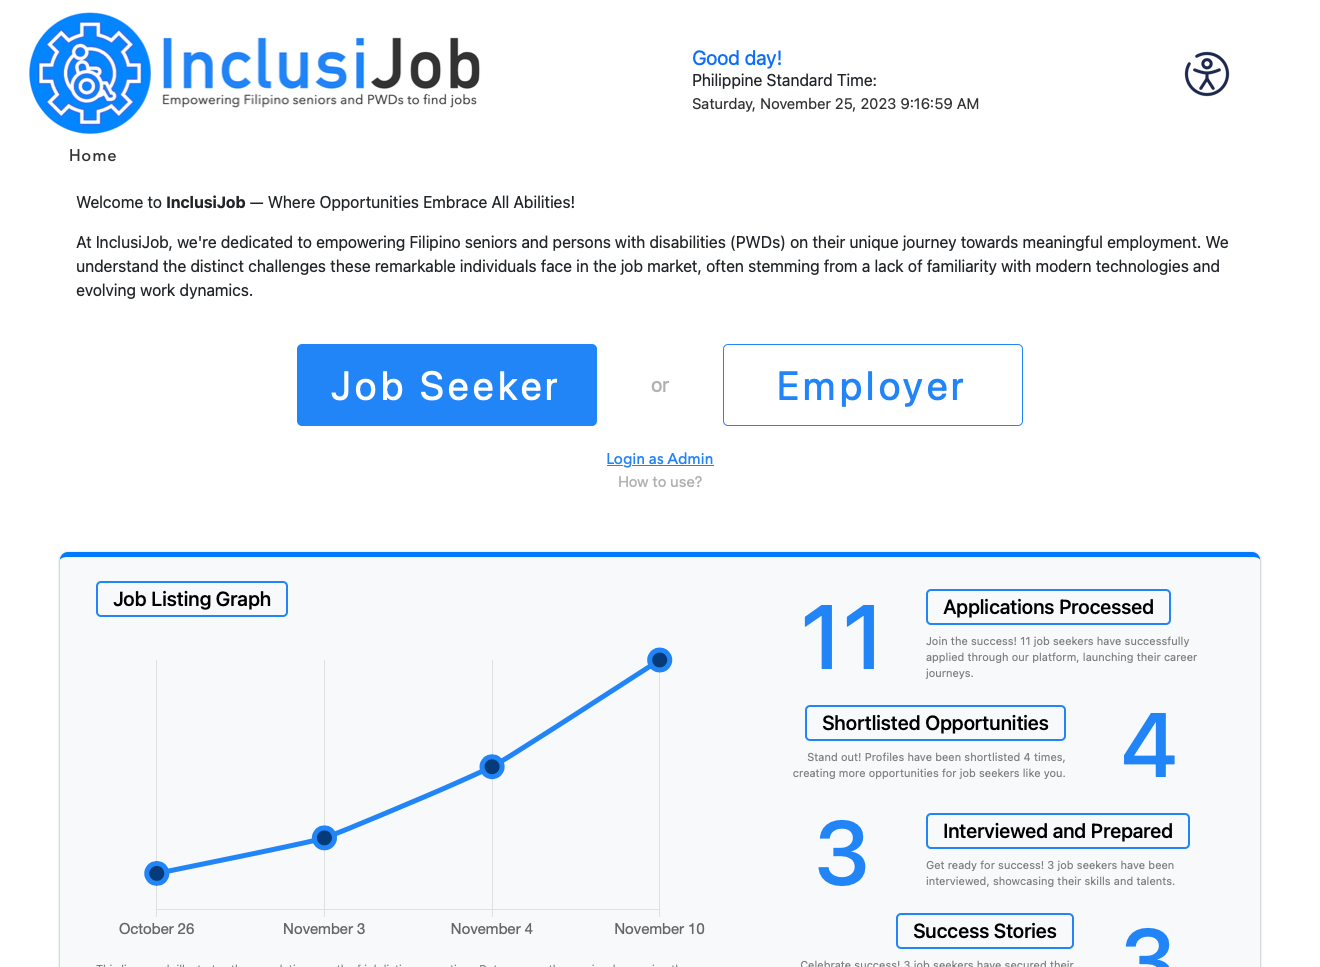 InclusiJob
Empowering Filipino seniors and PWDs to find jobs
Good day!
Philippine Standard Time:
Saturday, November 25, 2023 9:16:59 AM
Home
Welcome to InclusiJob — Where Opportunities Embrace All Abilities!
At InclusiJob, we're dedicated to empowering Filipino seniors and persons with disabilities (PWDs) on their unique journey towards meaningful employment. We
understand the distinct challenges these remarkable individuals face in the job market, often stemming from a lack of familiarity with modern technologies and
evolving work dynamics.
Job Seeker
or
Employer
Login as Admin
How to use?
Job Listing Graph
October 26
November 3
November 4
November 10
11
Applications Processed
Join the success! 11 job seekers have successfully
applied through our platform, launching their career
journeys.
Shortlisted Opportunities
Stand out! Profiles have been shortlisted 4 times,
creating more opportunities for job seekers like you.
4
3
Interviewed and Prepared
Get ready for success! 3 job seekers have been
interviewed, showcasing their skills and talents.
Success Stories
Celebrate success! 3 job seekers have secured their
3